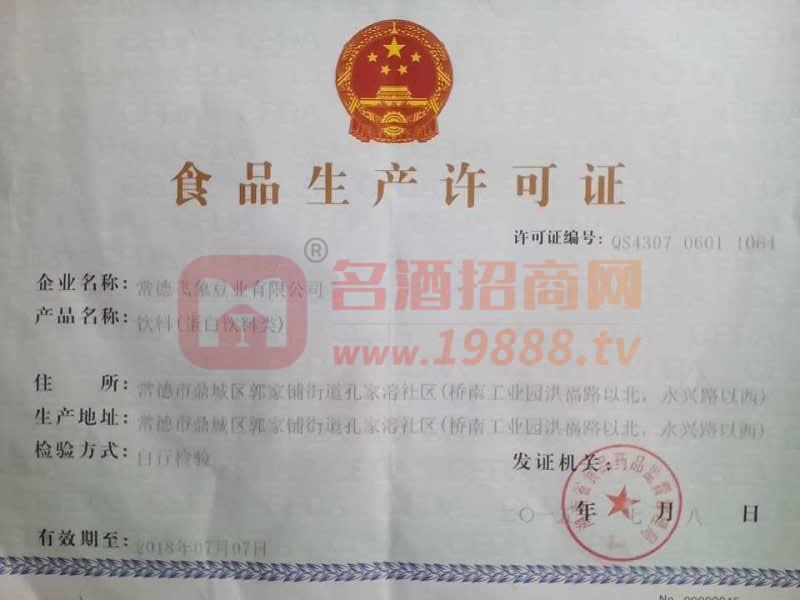 食品生产许可证
许可证编号: QS4307 0601 1064
®
名酒招商网
www.19888.tv
企业名称: 常德飞象豆业有限公司
产品名称: 饮料(蛋白饮料类)
住 所: 常德市鼎城区郭家铺街道孔家溶社区(桥南工业园洪福路以北，永兴路以西)
生产地址: 常德市鼎城区郭家铺街道孔家溶社区(桥南工业园洪福路以北，永兴路以西)
检验方式: 自行检验
发证机关:
二〇一五年 七月 八日
有效期至: 2018年07月07日